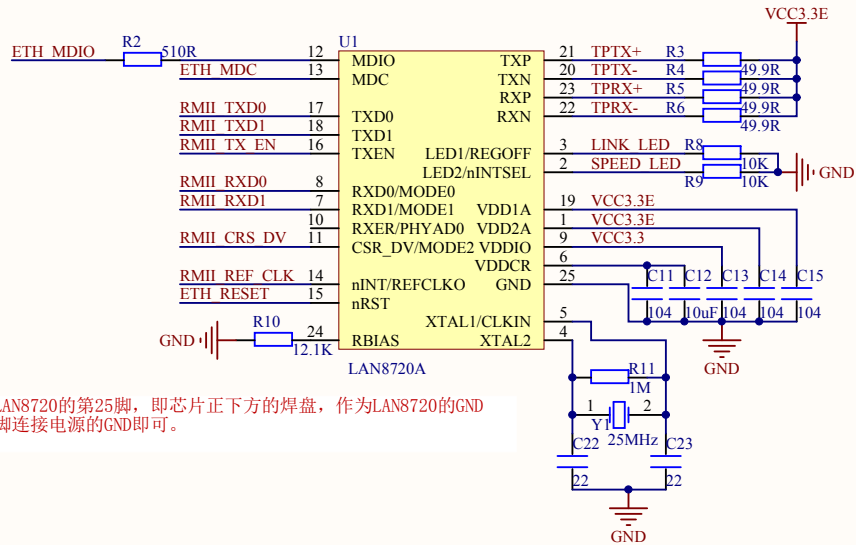 VCC3.3E
ETH_MDIO R2 510R 12 U1 MDIO TXP 21 TPTX+ R3
ETH_MDC 13 MDC TXN 20 TPTX- R4 49.9R
RXP 23 TPRX+ R5 49.9R
RMII_TXD0 17 TXD0 RXN 22 TPRX- R6 49.9R
49.9R
RMII_TXD1 18 TXD1
RMII_TX_EN 16 TXEN LED1/REGOFF 3 LINK_LED R8 10K
LED2/nINTSEL 2 SPEED_LED R9 10K GND
RMII_RXD0 8 RXD0/MODE0
RMII_RXD1 7 RXD1/MODE1 VDD1A 19 VCC3.3E
10 RXER/PHYAD0 VDD2A 1 VCC3.3E
RMII_CRS_DV 11 CSR_DV/MODE2 VDDIO 9 VCC3.3
VDDCR 6
RMII_REF_CLK 14 nINT/REFCLKO GND 25 C11 C12 C13 C14 C15
ETH_RESET 15 nRST 104 10uF 104 104 104
XTAL1/CLKIN 5
GND R10 12.1K 24 RBIAS XTAL2 4 GND
LAN8720A R11
1M
LAN8720的第25脚，即芯片正下方的焊盘，作为LAN8720的GND
脚连接电源的GND即可。
1 Y1 2
25MHz
C22 C23
22 22
GND